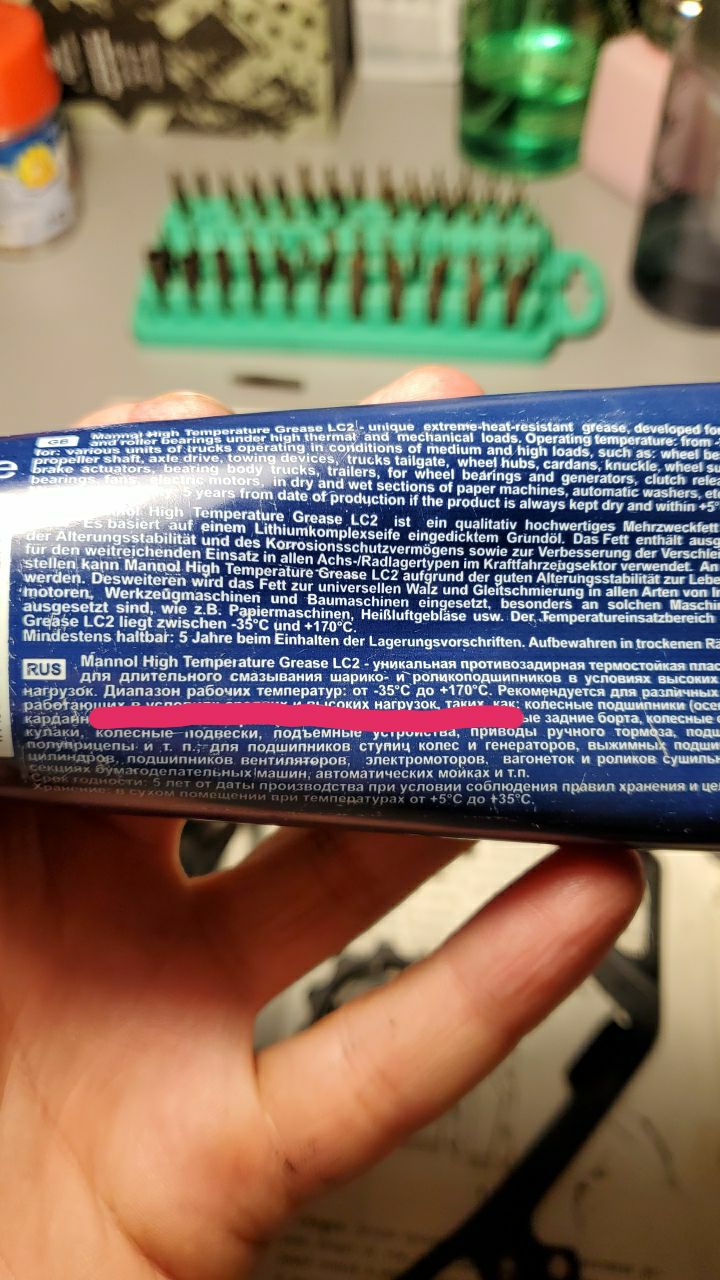 GB Mannol High Temperature Grease LC2 - unique extreme-heat-resistant grease, developed for
and roller bearings under high thermal and mechanical loads. Operating temperature: from
for: various units of trucks operating in conditions of medium and high loads, such as: wheel be
propeller shaft, axle drive, towing devices, trucks tailgate, wheel hubs, cardans, knuckle, wheel su
brake actuators, bearing body trucks, trailers, for wheel bearings and generators, clutch relea
bearings, fans, electric motors, in dry and wet sections of paper machines, automatic washers, etc
5 years from date of production if the product is always kept dry and within +5°
High Temperature Grease LC2 ist ein qualitativ hochwertiges Mehrzweckfett
Es basiert auf einem Lithiumkomplexseife eingedicktem Grundöl. Das Fett enthält ausg
der Alterungsstabilität und des Korrosionsschutzvermögens sowie zur Verbesserung der Verschle
für den weitreichenden Einsatz in allen Achs-/Radlagertypen im Kraftfahrzeugsektor verwendet. An
stellen kann Mannol High Temperature Grease LC2 aufgrund der guten Alterungsstabilität zur Leb
werden. Desweiteren wird das Fett zur universellen Walz und Gleitschmierung in allen Arten von In
motoren, Werkzeugmaschinen und Baumaschinen eingesetzt, besonders an solchen Maschi
ausgesetzt sind, wie z.B. Papiermaschinen, Heißluftgebläse usw. Der Temperatureinsatzbereich
Grease LC2 liegt zwischen -35°C und +170°C.
Mindestens haltbar: 5 Jahre beim Einhalten der Lagerungsvorschriften. Aufbewahren in trockenen Rä
RUS Mannol High Temperature Grease LC2 - уникальная противозадирная термостойкая плас
для длительного смазывания шарико- и роликоподшипников в условиях высоких
нагрузок. Диапазон рабочих температур: от -35°C до +170°C. Рекомендуется для различных
работающих в условиях средних и высоких нагрузок, таких как: колесные подшипники (осе
карданн ые задние борта, колесные
кулаки, колесные подвески, подъемные устройства, приводы ручного тормоза, подш
полуприцепы и т. п.; для подшипников ступиц колес и генераторов, выжимных подши
цилиндров, подшипников вентиляторов, электромоторов, вагонеток и роликов сушильн
секциях бумагоделательных машин, автоматических мойках и т.п.
Срок годности: 5 лет от даты производства при условии соблюдения правил хранения и це
Хранение: в сухом помещении при температурах от +5°C до +35°C.